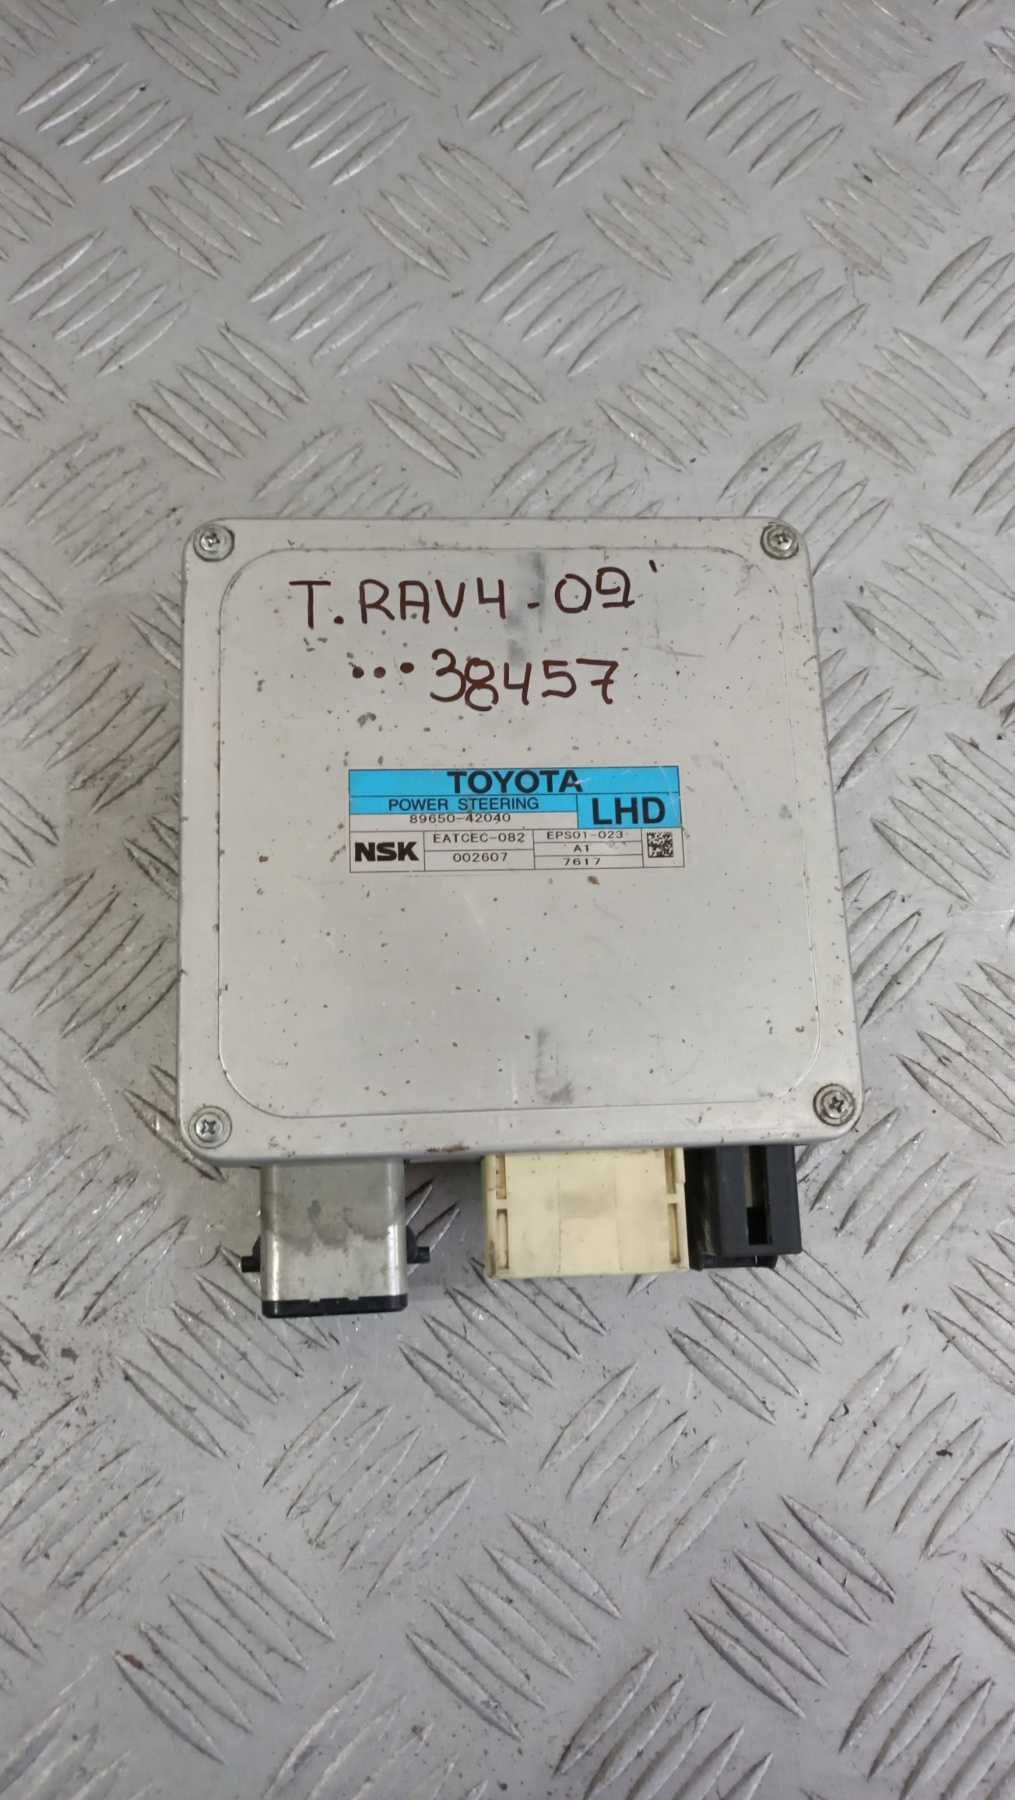 T. RAV4 - 09'
...38457
TOYOTA
POWER STEERING
89650-42040
LHD
NSK
EATCEC-082
002607
EPS01-023
A1
7617